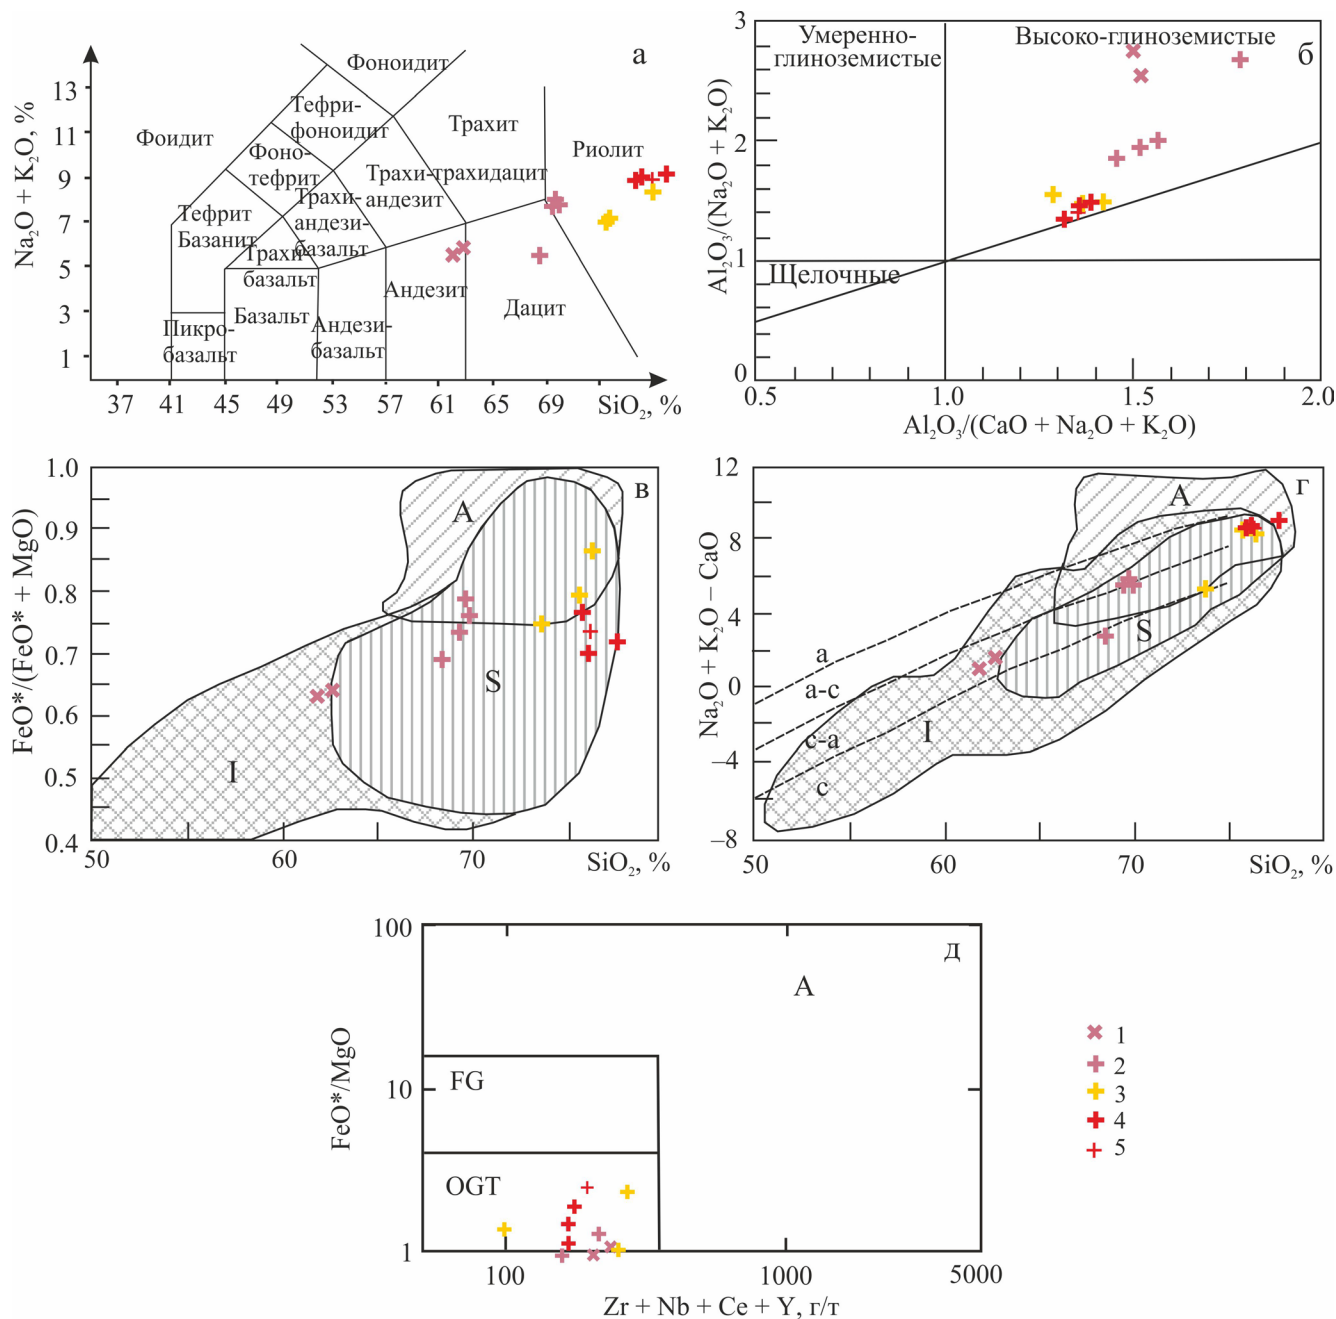 а
Na₂O + K₂O, %
13
11
9
7
5
3
1
Фоноидит
Тефри-
фоноидит
Фоидит
Фоно-
тефрит
Трахит
Риолит
Трахи-
андезит
трахидацит
Тефрит
Базанит
Трахи-
андези-
базальт
Трахи-
базальт
Андезит
Дацит
Пикро-
базальт
Базальт
Андези-
базальт
37 41 45 49 53 57 61 65 69 SiO₂, %
б
Al₂O₃/(Na₂O + K₂O)
3
2
1
0
Умеренно-
глиноземистые
Высоко-глиноземистые
Щелочные
0.5 1.0 1.5 2.0
Al₂O₃/(CaO + Na₂O + K₂O)
в
FeO*/(FeO* + MgO)
1.0
0.9
0.8
0.7
0.6
0.5
0.4
A
S
I
50 60 70 SiO₂, %
г
Na₂O + K₂O – CaO
12
8
4
0
–4
–8
A
S
I
a
a-c
c-a
c
50 60 70 SiO₂, %
д
FeO*/MgO
100
10
1
A
FG
OGT
100 1000 5000
Zr + Nb + Ce + Y, г/т
1
2
3
4
5